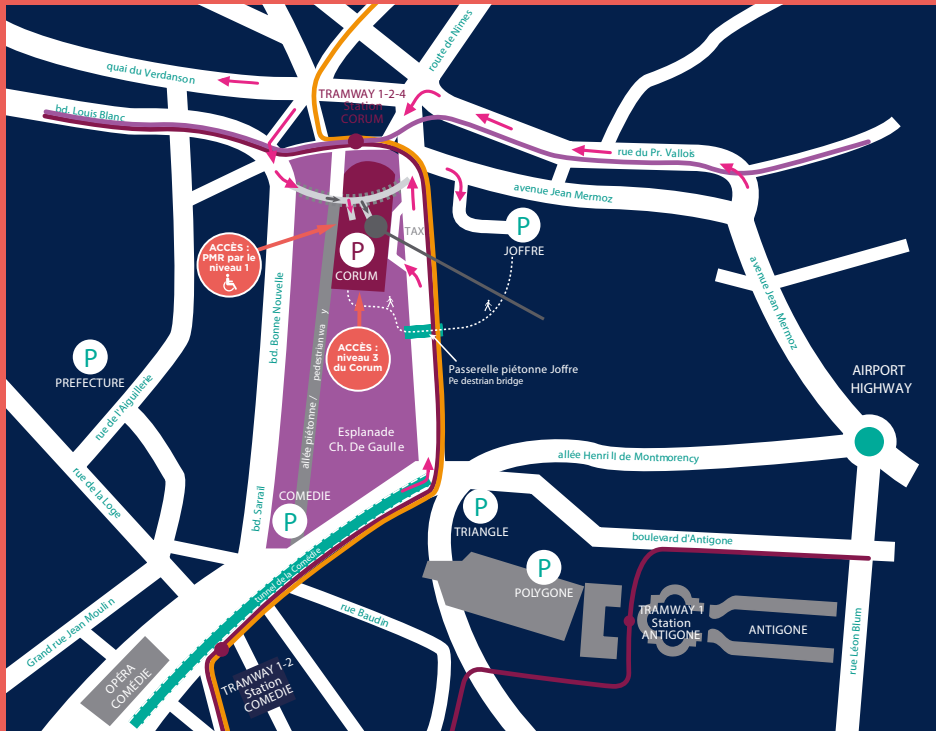 quai du Verdanson
route de Nîmes
bd. Louis Blanc
TRAMWAY 1-2-4
Station
CORUM
rue du Pr. Vallois
avenue Jean Mermoz
P
JOFFRE
TAX
ACCÈS :
PMR par le
niveau 1
P
CORUM
bd. Bonne Nouvelle
allée piétonne / pedestrian wa y
avenue Jean Mermoz
ACCÈS :
niveau 3
du Corum
Passerelle piétonne Joffre
Pe destrian bridge
P
PREFECTURE
AIRPORT
HIGHWAY
rue de l'Aiguillerie
Esplanade
Ch. De Gaulle
allée Henri II de Montmorency
rue de la Loge
bd. Sarrail
COMEDIE
P
P
TRIANGLE
boulevard d'Antigone
tunnel de la Comédie
P
POLYGONE
rue Baudin
TRAMWAY 1
Station
ANTIGONE
ANTIGONE
Grand rue Jean Moulin
rue Léon Blum
OPÉRA
COMÉDIE
TRAMWAY 1-2
Station
COMEDIE